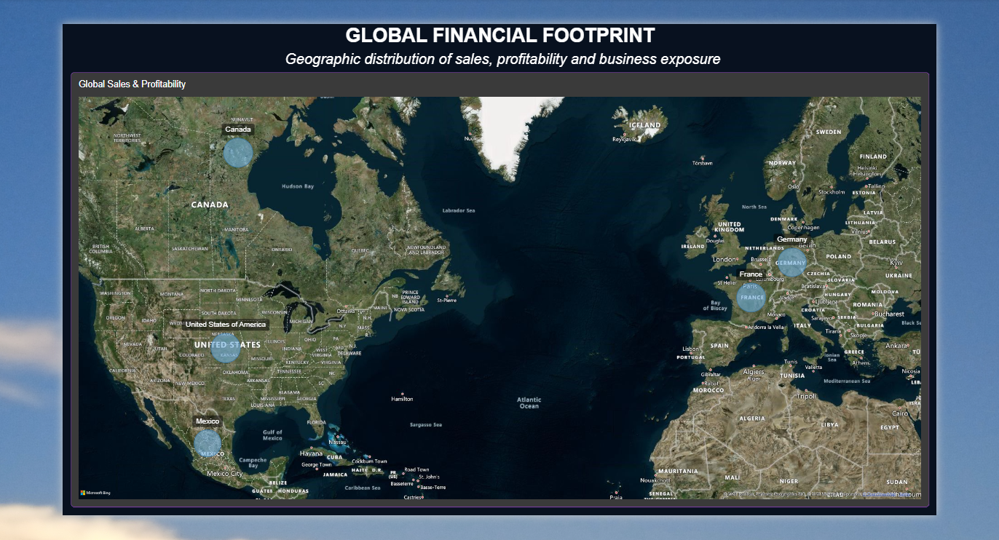 GLOBAL FINANCIAL FOOTPRINT
Geographic distribution of sales, profitability and business exposure
Global Sales & Profitability
NUNAVUT
Canada
NORTHWEST
TERRITORIES
Nuuk
ICELAND
Reykjavik
Tórshavn
SWEDEN
NORWAY
FINLAND
Helsinki
Helsingfors
Oslo
Stockholm
Tallinn
ESTONIA
Hudson Bay
CANADA
Labrador Sea
North Sea
LATVIA
LITHUANIA
Vilnius
DENMARK
Copenhagen
UNITED
KINGDOM
Douglas
IRELAND
ALBERTA
MANITOBA
BRITISH
COLUMBIA
SASKATCHEWAN
ONTARIO
QUEBEC
NEWFOUNDLAND
AND LABRADOR
Germany
Berlin
BELARUS
NETHERLANDS
London
Brussels
GERMANY
POLAND
Kyiv
France
Luxembourg
CZECHIA
SLOVAKIA
UKRAINE
St Helier
Paris
Bratislava
FRANCE
Vaduz
HUNGARY
MOLDOVA
Ljubljana
ROMANIA
Bay
of Biscay
CROATIA
Bucharest
Monaco
Sarajevo
SERBIA
Andorra la Vella
ITALY
BULGARIA
Black Se
Tirana
Skopje
WASHINGTON
MONTANA
NORTH DAKOTA
MINNESOTA
OREGON
IDAHO
SOUTH DAKOTA
WISCONSIN
Ottawa
MAINE
NB
PRINCE
EDWARD
ISLAND
NOVA SCOTIA
St-Pierre
United States of America
MICHIGAN
N.Y.
N.H.
MASS.
R.I.
NEBRASKA
UNITED STATES
ILLINOIS
OHIO
PA
N.J.
NEVADA
UTAH
COLORADO
KANSAS
MISSOURI
INDIANA
WEST
VIRGINIA
MD
DELAWARE
KENTUCKY
VIRGINIA
CALIFORNIA
ARIZONA
NEW MEXICO
OKLAHOMA
ARKANSAS
TENNESSEE
NC
SC
TEXAS
MISSISSIPPI
ALABAMA
GEORGIA
LOUISIANA
FLORIDA
Hamilton
Atlantic
Ocean
Sargasso Sea
Lisbon
PORTUGAL
SPAIN
Gibraltar
Rabat
MOROCCO
Algiers
Alger
Tunis
TUNISIA
Valletta
Ionian
Sea
GREECE
Athens
Ankara
TÜ
Nicosia
Mediterranean Sea
LEB
Tripoli
ISRA
Cairo
ALGERIA
LIBYA
EGYPT
Mexico
MEXICO
Mexico City
Gulf of
Mexico
Campeche
Bay
Nassau
Havana
CUBA
George Town
Cockburn Town
JAMAICA
HAITI
D.R.
PR
(US)
Road Town
St. John's
Basseterre
Basse-Terre
Castries
BELIZE
HONDURAS
Caribbean Sea
MAURITANIA
Nouakchott
MALI
NIGER
SUDAN
SENEGAL
Praia
Microsoft Bing